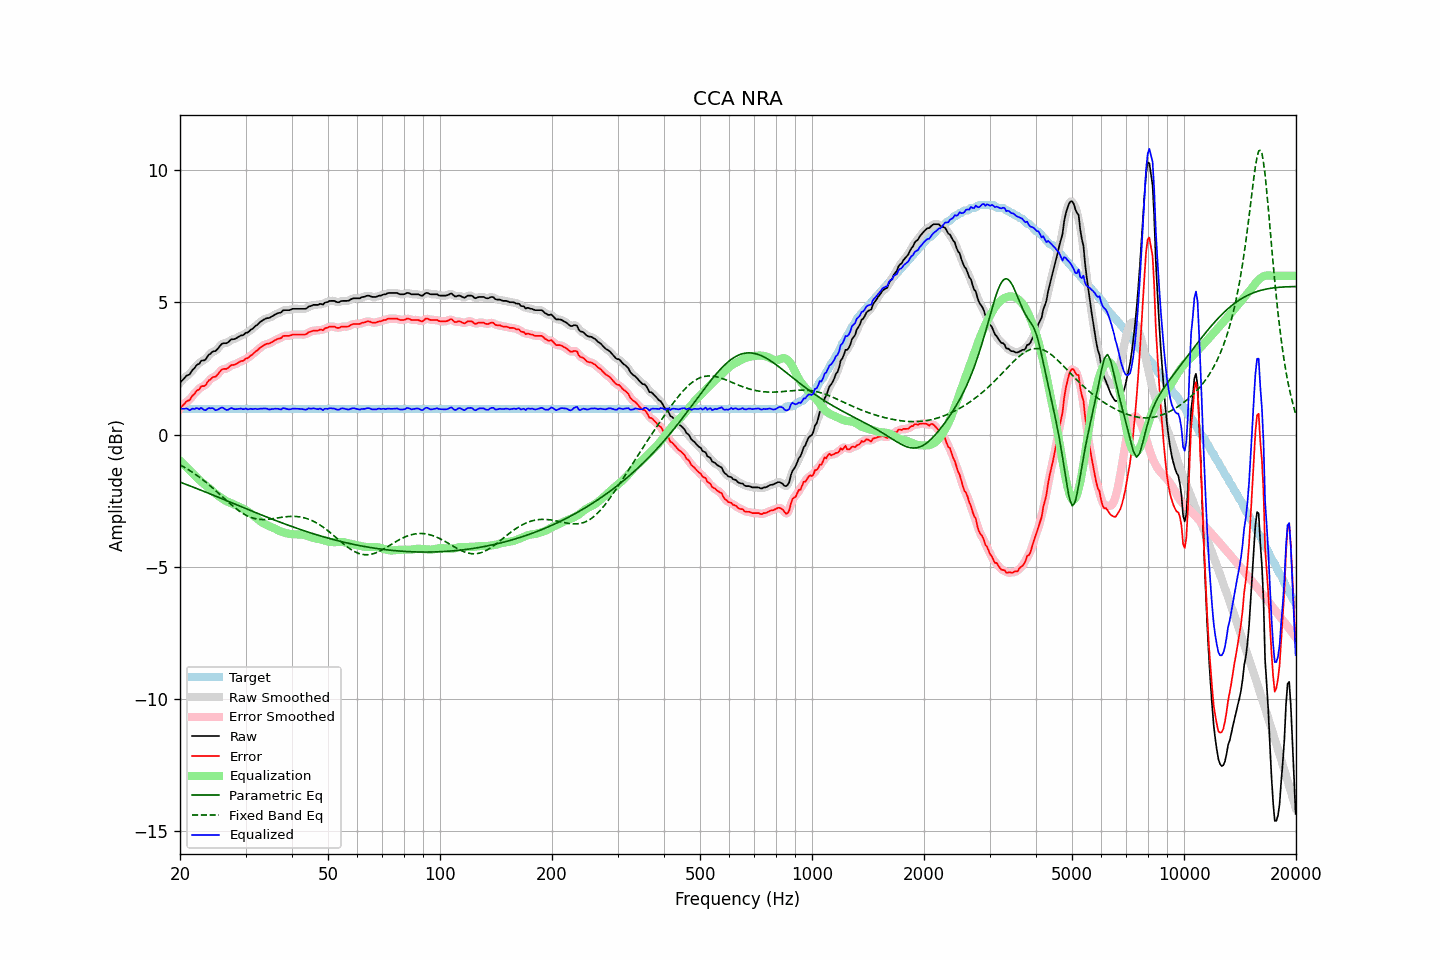 CCA NRA
Amplitude (dBr)
10
5
0
−5
−10
−15
Target
Raw Smoothed
Error Smoothed
Raw
Error
Equalization
Parametric Eq
Fixed Band Eq
Equalized
20 50 100 200 500 1000 2000 5000 10000 20000
Frequency (Hz)